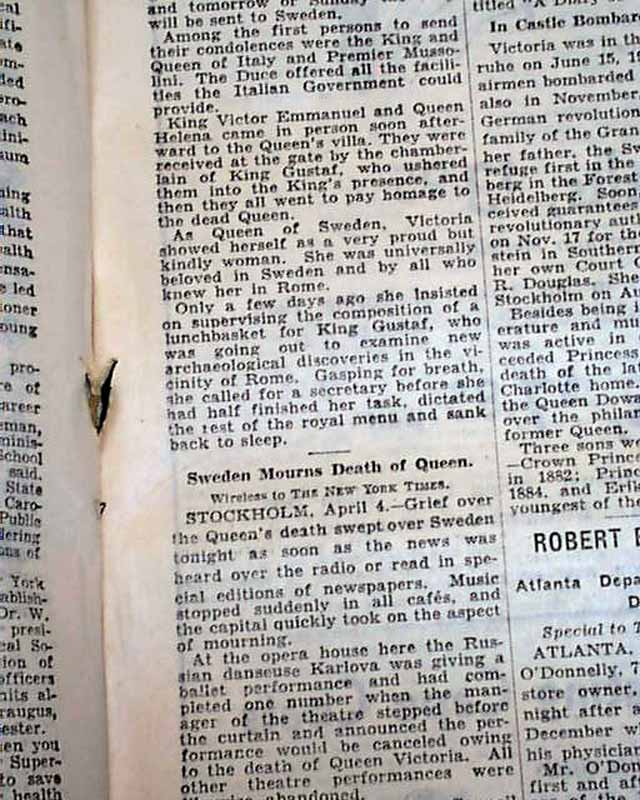 and tomorrow or Sunday the body
will be sent to Sweden.
Among the first persons to send
their condolences were the King and
Queen of Italy and Premier Musso-
lini. The Duce offered all the facili-
ties the Italian Government could
provide.
King Victor Emmanuel and Queen
Helena came in person soon after-
ward to the Queen's villa. They were
received at the gate by the chamber-
lain of King Gustaf, who ushered
them into the King's presence, and
then they all went to pay homage to
the dead Queen.
As Queen of Sweden, Victoria
showed herself as a very proud but
kindly woman. She was universally
beloved in Sweden and by all who
knew her in Rome.
Only a few days ago she insisted
on supervising the composition of a
lunchbasket for King Gustaf, who
was going out to examine new
archaeological discoveries in the vi-
cinity of Rome. Gasping for breath,
she called for a secretary before she
had half finished her task, dictated
the rest of the royal menu and sank
back to sleep.
Sweden Mourns Death of Queen.
Wireless to THE NEW YORK TIMES.
STOCKHOLM, April 4.—Grief over
the Queen's death swept over Sweden
tonight as soon as the news was
heard over the radio or read in spe-
cial editions of newspapers. Music
stopped suddenly in all cafés, and
the capital quickly took on the aspect
of mourning.
At the opera house here the Rus-
sian danseuse Karlova was giving a
ballet performance and had com-
pleted one number when the man-
ager of the theatre stepped before
the curtain and announced the per-
formance would be canceled owing
to the death of Queen Victoria. All
other theatre performances were
abandoned.
titled "A Diary
In Castle Bombar
Victoria was in th
ruhe on June 15, 19
airmen bombarded
also in November,
German revolution
family of the Gran
her father, the Sw
refuge first in the
berg in the Forest
Heidelberg. Soon
ceived guarantees
revolutionary aut
on Nov. 17 for the
stein in Southern
her own Court C
R. Douglas. She
Stockholm on Au
Besides being i
erature and mu
was active in
ceeded Princess
death of the lat
Charlotte home
the Queen Dowa
over the philan
former Queen.
Three sons we
—Crown Prince
in 1882; Prin
1884, and Erik
youngest of the
ROBERT
Atlanta Depa
D
Special to T
ATLANTA,
O'Donnelly, 7
store owner,
night after a
December w
his physician
Mr. O'Don
first and af